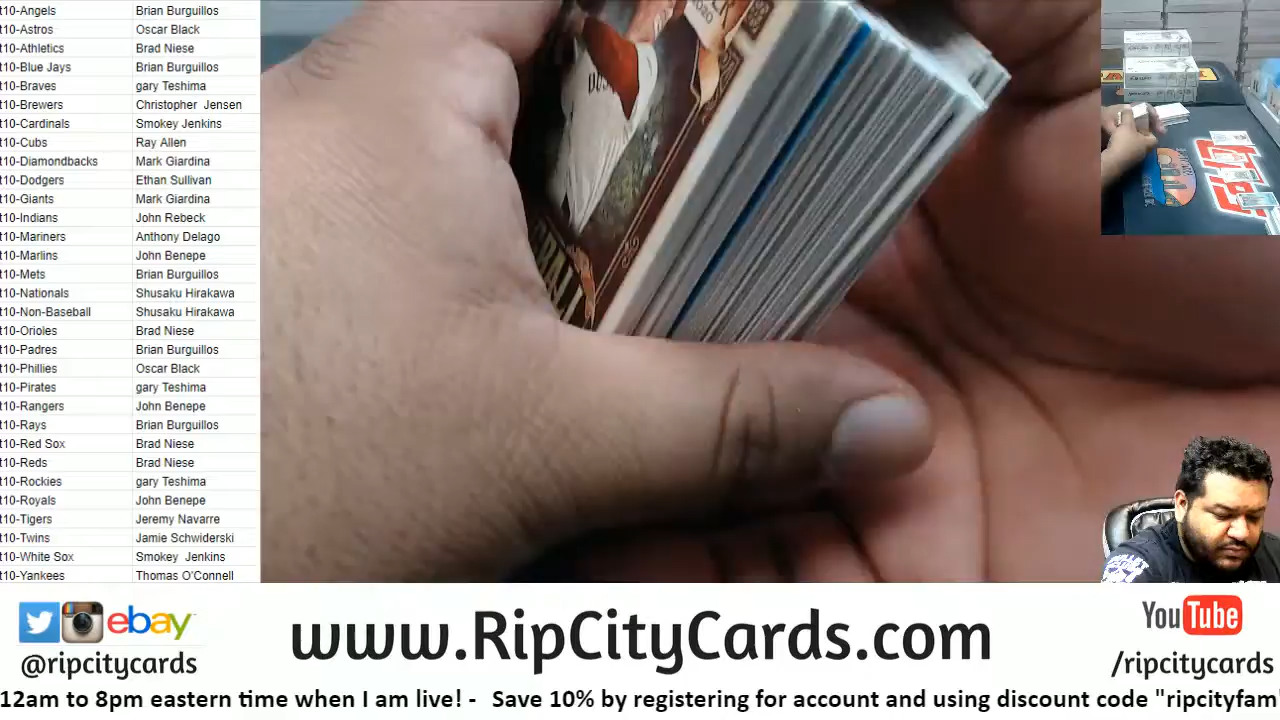 t10-Angels Brian Burguillos
t10-Astros Oscar Black
t10-Athletics Brad Niese
t10-Blue Jays Brian Burguillos
t10-Braves gary Teshima
t10-Brewers Christopher Jensen
t10-Cardinals Smokey Jenkins
t10-Cubs Ray Allen
t10-Diamondbacks Mark Giardina
t10-Dodgers Ethan Sullivan
t10-Giants Mark Giardina
t10-Indians John Rebeck
t10-Mariners Anthony Delago
t10-Marlins John Benepe
t10-Mets Brian Burguillos
t10-Nationals Shusaku Hirakawa
t10-Non-Baseball Shusaku Hirakawa
t10-Orioles Brad Niese
t10-Padres Brian Burguillos
t10-Phillies Oscar Black
t10-Pirates gary Teshima
t10-Rangers John Benepe
t10-Rays Brian Burguillos
t10-Red Sox Brad Niese
t10-Reds Brad Niese
t10-Rockies gary Teshima
t10-Royals John Benepe
t10-Tigers Jeremy Navarre
t10-Twins Jamie Schwiderski
t10-White Sox Smokey Jenkins
t10-Yankees Thomas O'Connell
2020
ebay
@ripcitycards
www.RipCityCards.com
YouTube
/ripcitycards
12am to 8pm eastern time when I am live! - Save 10% by registering for account and using discount code "ripcityfam